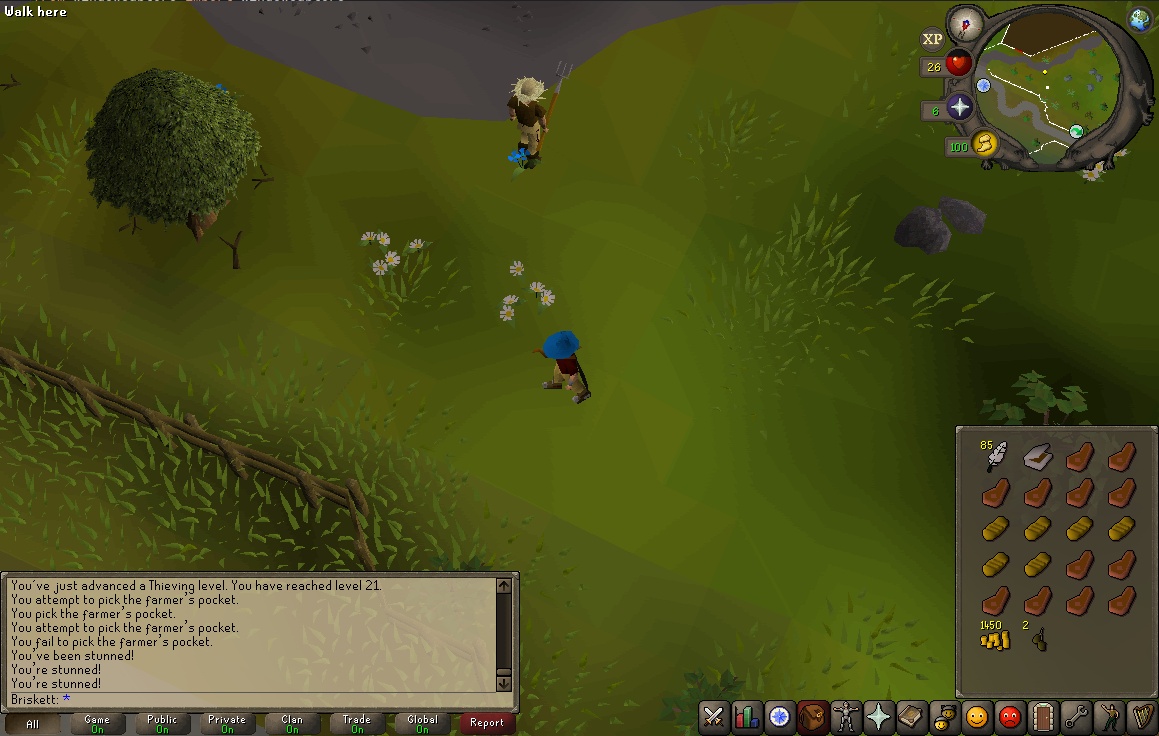 Walk here
XP
26
6
100
85
1450
2
You've just advanced a Thieving level. You have reached level 21.
You attempt to pick the farmer's pocket.
You pick the farmer's pocket.
You attempt to pick the farmer's pocket.
You fail to pick the farmer's pocket.
You've been stunned!
You're stunned!
You're stunned!
Briskett: *
All
Game
On
Public
On
Private
On
Clan
On
Trade
On
Global
On
Report